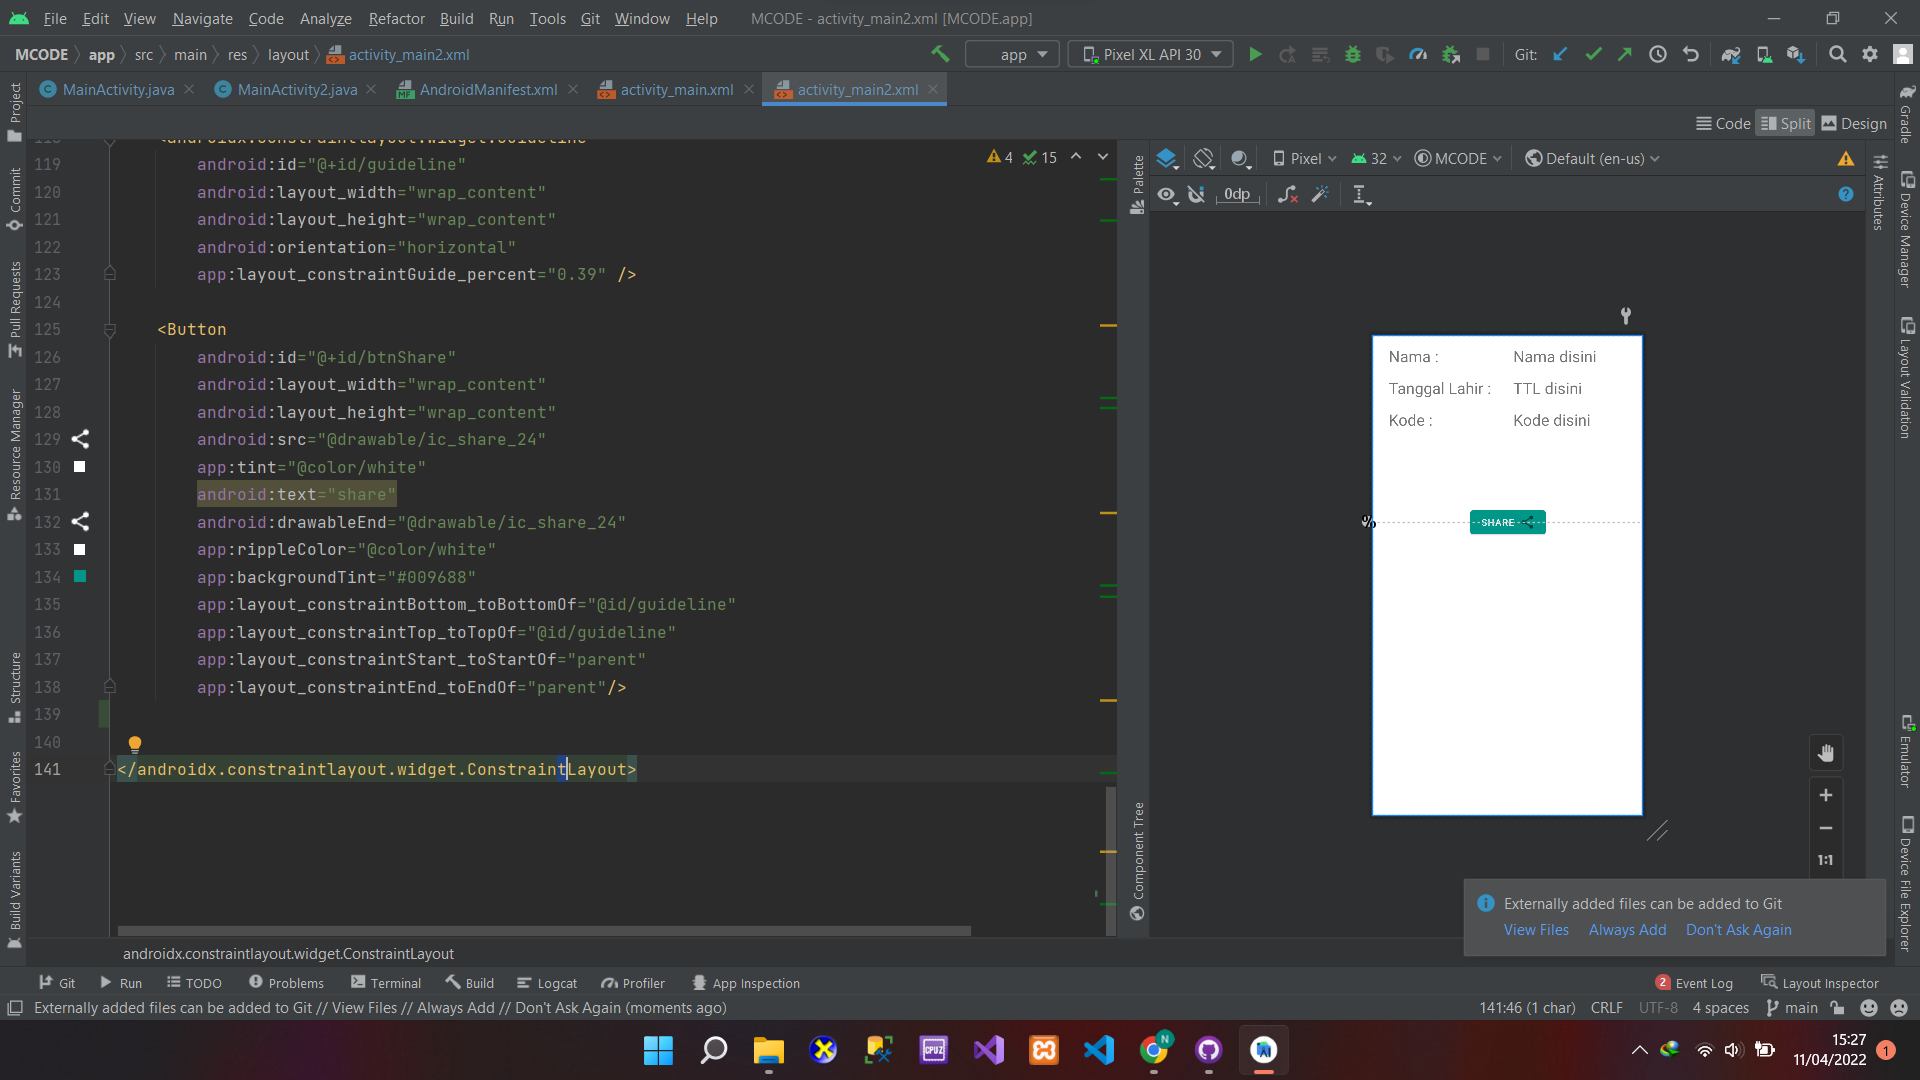 File Edit View Navigate Code Analyze Refactor Build Run Tools Git Window Help MCODE - activity_main2.xml [MCODE.app]
MCODE app src main res layout activity_main2.xml app Pixel XL API 30 Git:
MainActivity.java MainActivity2.java AndroidManifest.xml activity_main.xml activity_main2.xml
Code Split Design
Project
Commit
Pull Requests
Resource Manager
Structure
Favorites
Build Variants
4 15
<androidx.constraintlayout.widget.Guideline
119 android:id="@+id/guideline"
120 android:layout_width="wrap_content"
121 android:layout_height="wrap_content"
122 android:orientation="horizontal"
123 app:layout_constraintGuide_percent="0.39" />
124
125 <Button
126 android:id="@+id/btnShare"
127 android:layout_width="wrap_content"
128 android:layout_height="wrap_content"
129 android:src="@drawable/ic_share_24"
130 app:tint="@color/white"
131 android:text="share"
132 android:drawableEnd="@drawable/ic_share_24"
133 app:rippleColor="@color/white"
134 app:backgroundTint="#009688"
135 app:layout_constraintBottom_toBottomOf="@id/guideline"
136 app:layout_constraintTop_toTopOf="@id/guideline"
137 app:layout_constraintStart_toStartOf="parent"
138 app:layout_constraintEnd_toEndOf="parent"/>
139
140
141 </androidx.constraintlayout.widget.ConstraintLayout>
androidx.constraintlayout.widget.ConstraintLayout
Palette
Component Tree
Pixel 32 MCODE Default (en-us)
0dp
Nama : Nama disini
Tanggal Lahir : TTL disini
Kode : Kode disini
SHARE
1:1
Attributes
Gradle
Device Manager
Layout Validation
Emulator
Device File Explorer
Externally added files can be added to Git
View Files Always Add Don't Ask Again
Git Run TODO Problems Terminal Build Logcat Profiler App Inspection 2 Event Log Layout Inspector
Externally added files can be added to Git // View Files // Always Add // Don't Ask Again (moments ago) 141:46 (1 char) CRLF UTF-8 4 spaces main
CPUZ
N
15:27
11/04/2022
1